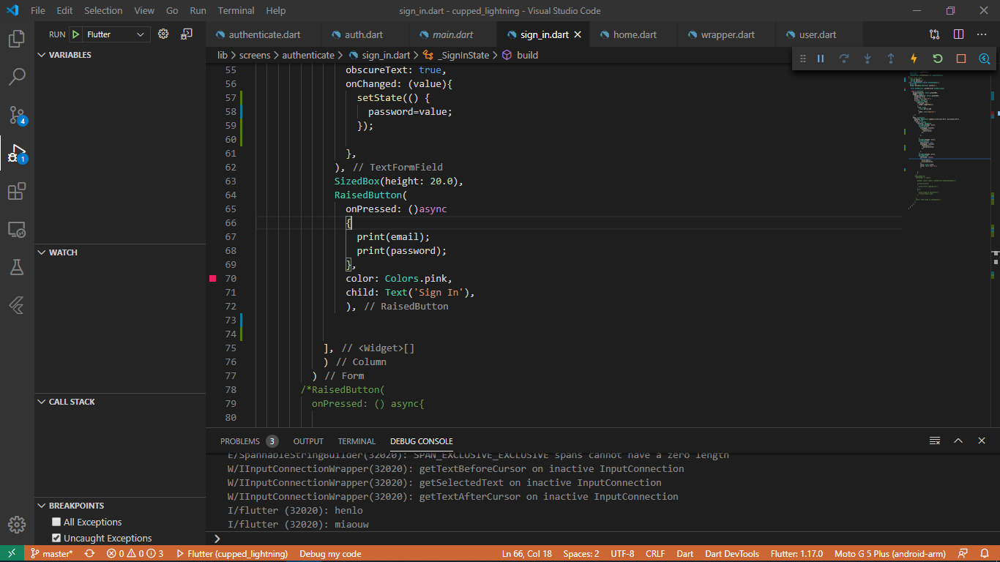 File Edit Selection View Go Run Terminal Help
sign_in.dart - cupped_lightning - Visual Studio Code
RUN Flutter
authenticate.dart auth.dart main.dart sign_in.dart home.dart wrapper.dart user.dart
lib > screens > authenticate > sign_in.dart > _SignInState > build
VARIABLES
WATCH
CALL STACK
BREAKPOINTS
All Exceptions
Uncaught Exceptions
4
1
55 obscureText: true,
56 onChanged: (value){
57 setState(() {
58 password=value;
59 });
60
61 },
62 ), // TextFormField
63 SizedBox(height: 20.0),
64 RaisedButton(
65 onPressed: ()async
66 {
67 print(email);
68 print(password);
69 },
70 color: Colors.pink,
71 child: Text('Sign In'),
72 ), // RaisedButton
73
74
75 ], // <Widget>[]
76 ) // Column
77 ) // Form
78 /*RaisedButton(
79 onPressed: () async{
80
PROBLEMS 3 OUTPUT TERMINAL DEBUG CONSOLE
E/SpannableStringBuilder(32020): SPAN_EXCLUSIVE_EXCLUSIVE spans cannot have a zero length
W/IInputConnectionWrapper(32020): getTextBeforeCursor on inactive InputConnection
W/IInputConnectionWrapper(32020): getSelectedText on inactive InputConnection
W/IInputConnectionWrapper(32020): getTextAfterCursor on inactive InputConnection
I/flutter (32020): henlo
I/flutter (32020): miaouw
>
master* 0 0 3 Flutter (cupped_lightning) Debug my code Ln 66, Col 18 Spaces: 2 UTF-8 CRLF Dart Dart DevTools Flutter: 1.17.0 Moto G 5 Plus (android-arm)